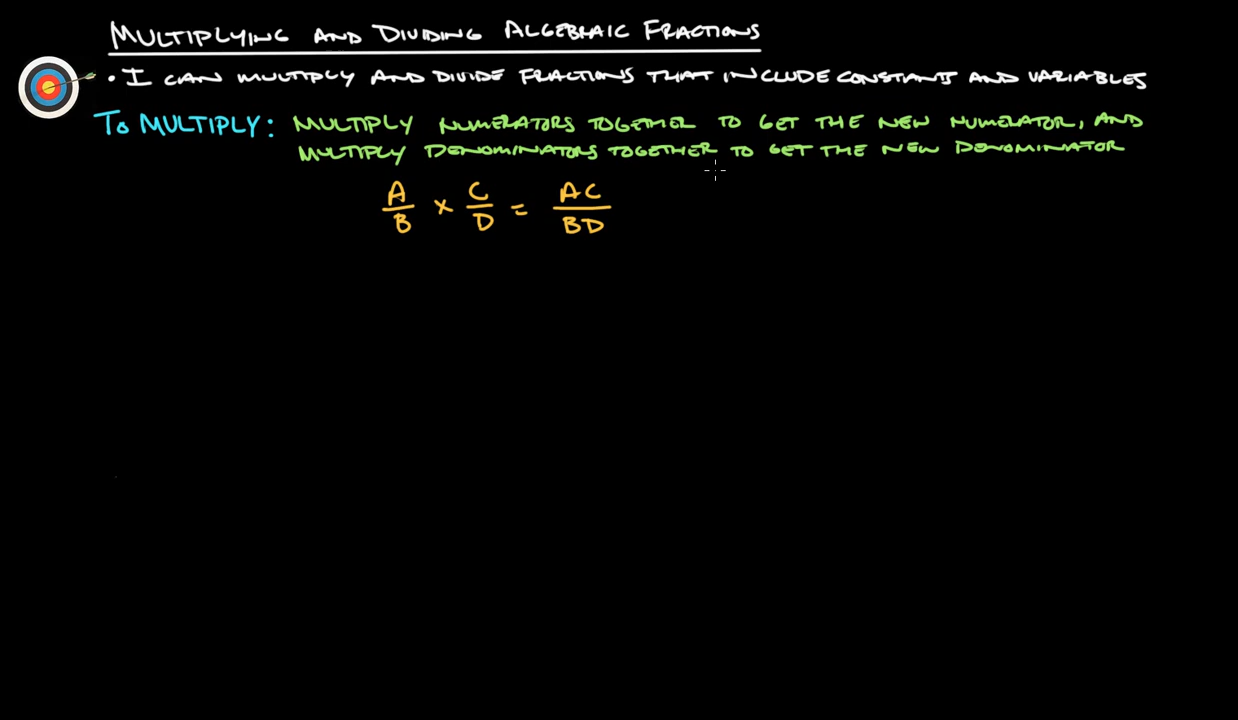 MULTIPLYING AND DIVIDING ALGEBRAIC FRACTIONS
• I CAN MULTIPLY AND DIVIDE FRACTIONS THAT INCLUDE CONSTANTS AND VARIABLES
TO MULTIPLY: MULTIPLY NUMERATORS TOGETHER TO GET THE NEW NUMERATOR, AND
MULTIPLY DENOMINATORS TOGETHER TO GET THE NEW DENOMINATOR
A/B × C/D = AC/BD